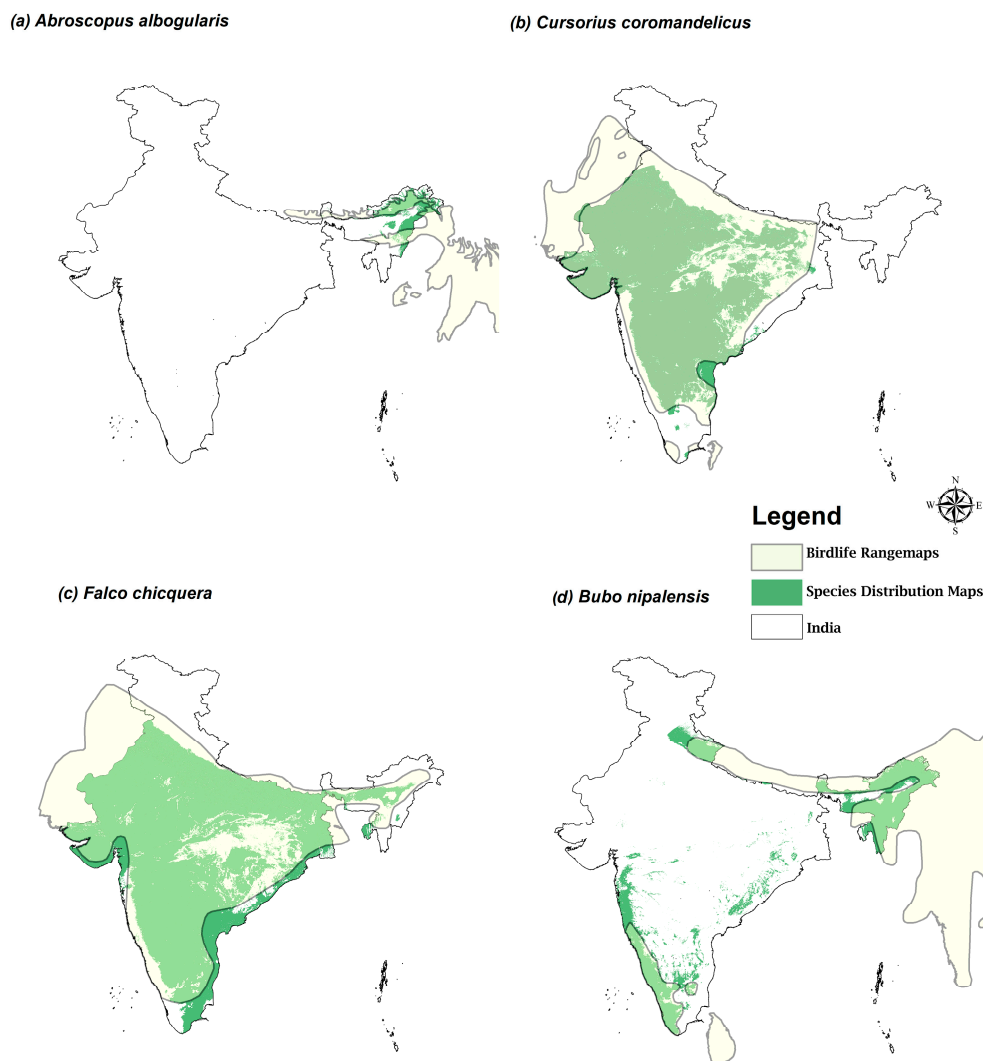 (a) Abroscopus albogularis
(b) Cursorius coromandelicus
N
W
E
S
Legend
Birdlife Rangemaps
Species Distribution Maps
India
(c) Falco chicquera
(d) Bubo nipalensis